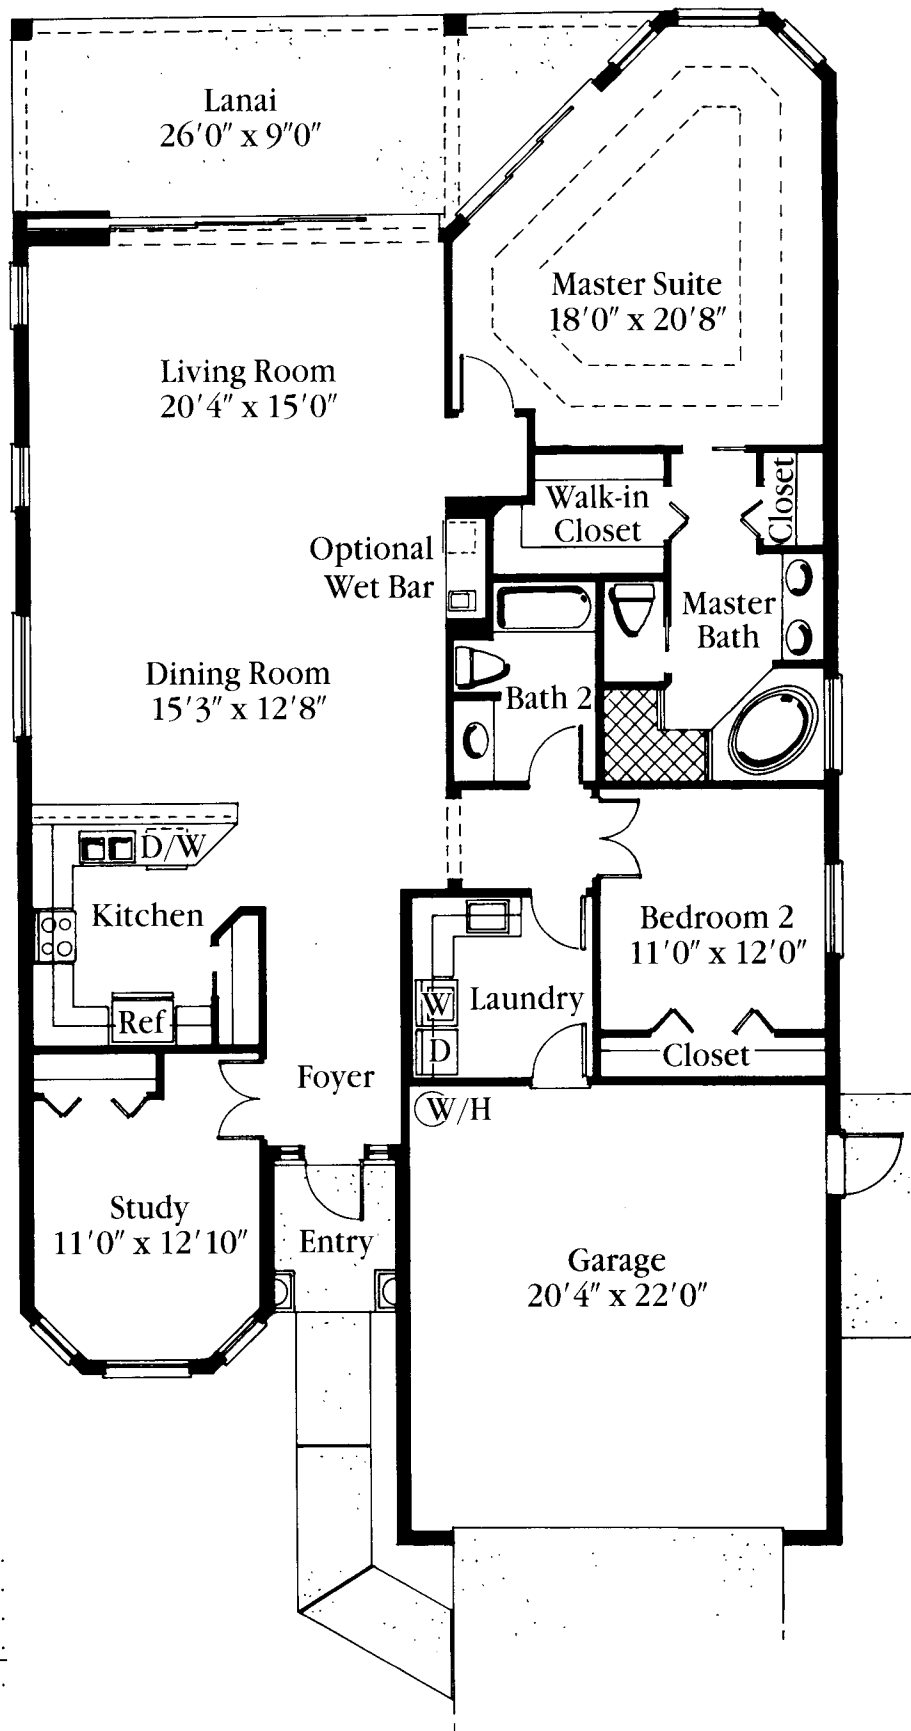 Lanai
26'0" x 9"0"
Master Suite
18'0" x 20'8"
Living Room
20'4" x 15'0"
Walk-in
Closet
Closet
Optional
Wet Bar
Master
Bath
Dining Room
15'3" x 12'8"
Bath 2
D/W
Kitchen
Bedroom 2
11'0" x 12'0"
Ref
W
Laundry
D
Closet
Foyer
W/H
Study
11'0" x 12'10"
Entry
Garage
20'4" x 22'0"